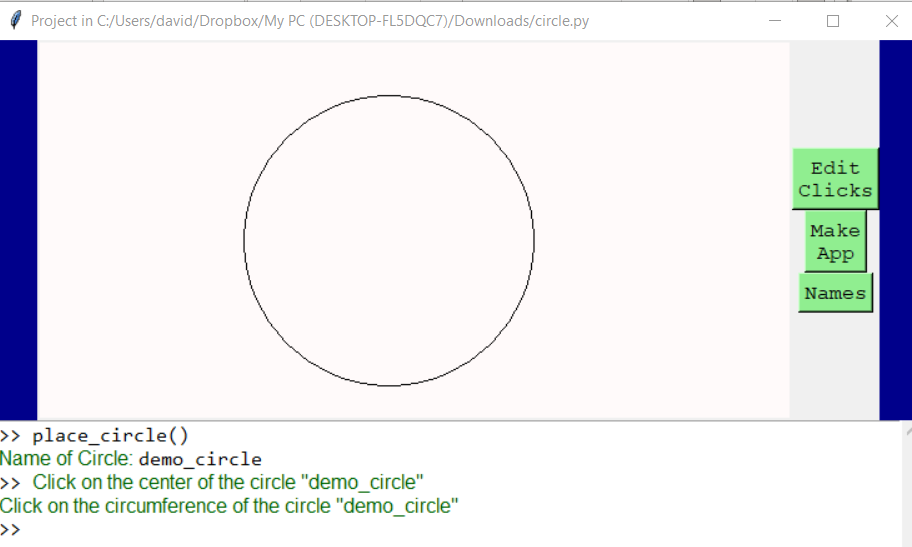 Project in C:/Users/david/Dropbox/My PC (DESKTOP-FL5DQC7)/Downloads/circle.py
Edit
Clicks
Make
App
Names
>> place_circle()
Name of Circle: demo_circle
>> Click on the center of the circle "demo_circle"
Click on the circumference of the circle "demo_circle"
>>